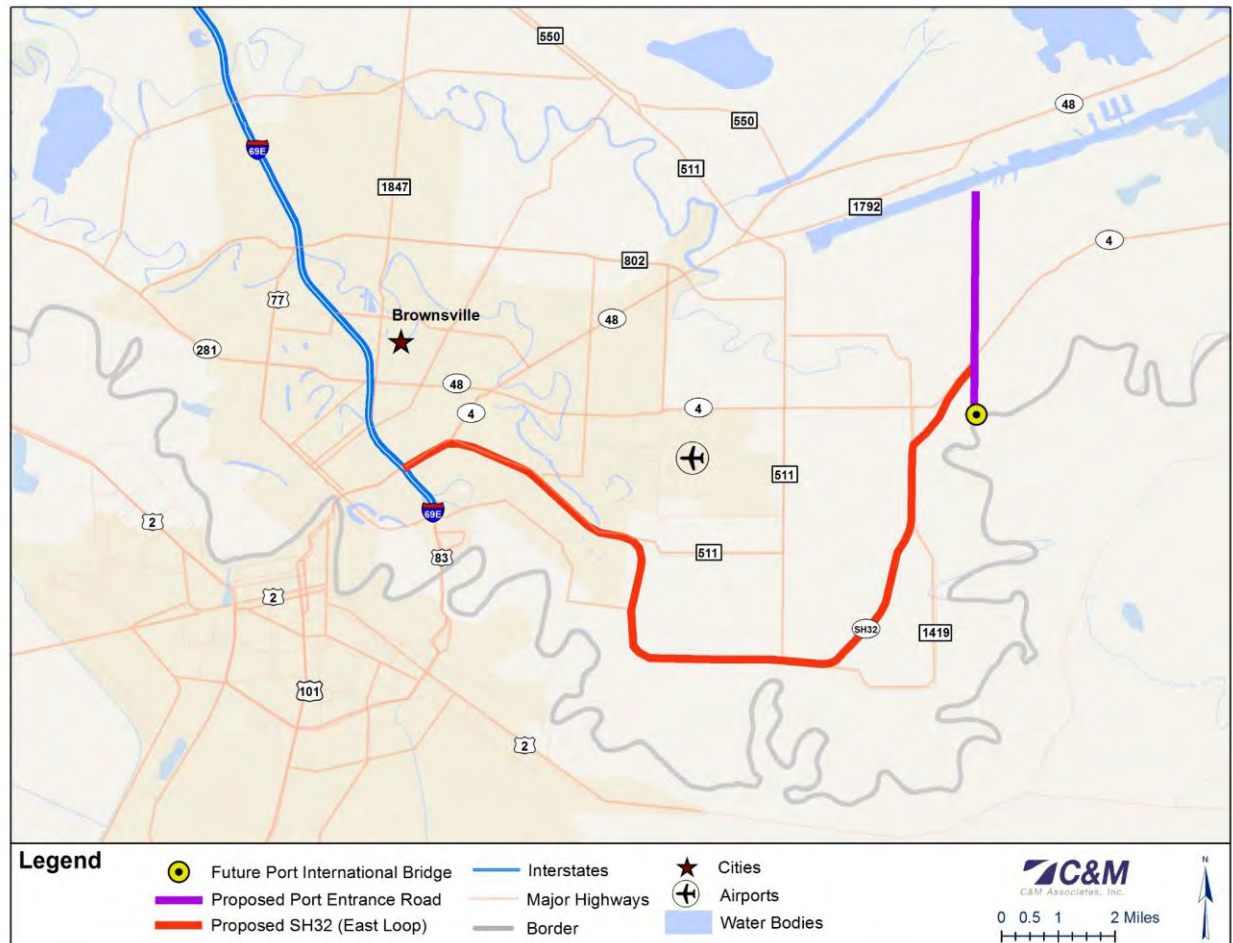 550
48
550
69E
511
1847
1792
4
802
77
Brownsville
48
281
48
4
4
511
69E
2
511
83
2
SH32
1419
101
2
Legend
Future Port International Bridge
Proposed Port Entrance Road
Proposed SH32 (East Loop)
Interstates
Major Highways
Border
Cities
Airports
Water Bodies
C&M
C&M Associates, Inc.
N
0 0.5 1 2 Miles